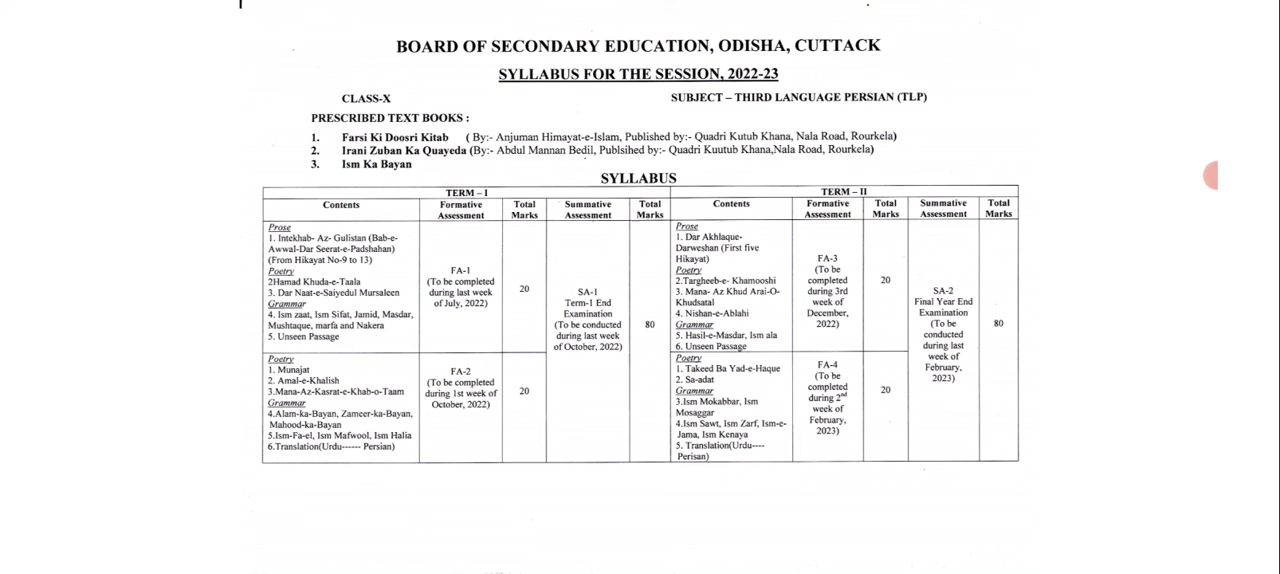 BOARD OF SECONDARY EDUCATION, ODISHA, CUTTACK
SYLLABUS FOR THE SESSION, 2022-23
CLASS-X SUBJECT – THIRD LANGUAGE PERSIAN (TLP)
PRESCRIBED TEXT BOOKS :
1. Farsi Ki Doosri Kitab ( By:- Anjuman Himayat-e-Islam, Published by:- Quadri Kutub Khana, Nala Road, Rourkela)
2. Irani Zuban Ka Quayeda (By:- Abdul Mannan Bedil, Publsihed by:- Quadri Kuutub Khana,Nala Road, Rourkela)
3. Ism Ka Bayan
SYLLABUS
TERM – I
Contents
Formative
Assessment
Total
Marks
Summative
Assessment
Total
Marks
Prose
1. Intekhab- Az- Gulistan (Bab-e-
Awwal-Dar Seerat-e-Padshahan)
(From Hikayat No-9 to 13)
Poetry
2Hamad Khuda-e-Taala
3. Dar Naat-e-Saiyedul Mursaleen
Grammar
4. Ism zaat, Ism Sifat, Jamid, Masdar,
Mushtaque, marfa and Nakera
5. Unseen Passage
FA-1
(To be completed
during last week
of July, 2022)
20
SA-1
Term-1 End
Examination
(To be conducted
during last week
of October, 2022)
80
Poetry
1. Munajat
2. Amal-e-Khalish
3.Mana-Az-Kasrat-e-Khab-o-Taam
Grammar
4.Alam-ka-Bayan, Zameer-ka-Bayan,
Mahood-ka-Bayan
5.Ism-Fa-el, Ism Mafwool, Ism Halia
6.Translation(Urdu------ Persian)
FA-2
(To be completed
during 1st week of
October, 2022)
20
TERM – II
Contents
Formative
Assessment
Total
Marks
Summative
Assessment
Total
Marks
Prose
1. Dar Akhlaque-
Darweshan (First five
Hikayat)
Poetry
2.Targheeb-e- Khamooshi
3. Mana- Az Khud Arai-O-
Khudsatal
4. Nishan-e-Ablahi
Grammar
5. Hasil-e-Masdar, Ism ala
6. Unseen Passage
FA-3
(To be
completed
during 3rd
week of
December,
2022)
20
SA-2
Final Year End
Examination
(To be
conducted
during last
week of
February,
2023)
80
Poetry
1. Takeed Ba Yad-e-Haque
2. Sa-adat
Grammar
3.Ism Mokabbar, Ism
Mosaggar
4.Ism Sawt, Ism Zarf, Ism-e-
Jama, Ism Kenaya
5. Translation(Urdu----
Perisan)
FA-4
(To be
completed
during 2nd
week of
February,
2023)
20